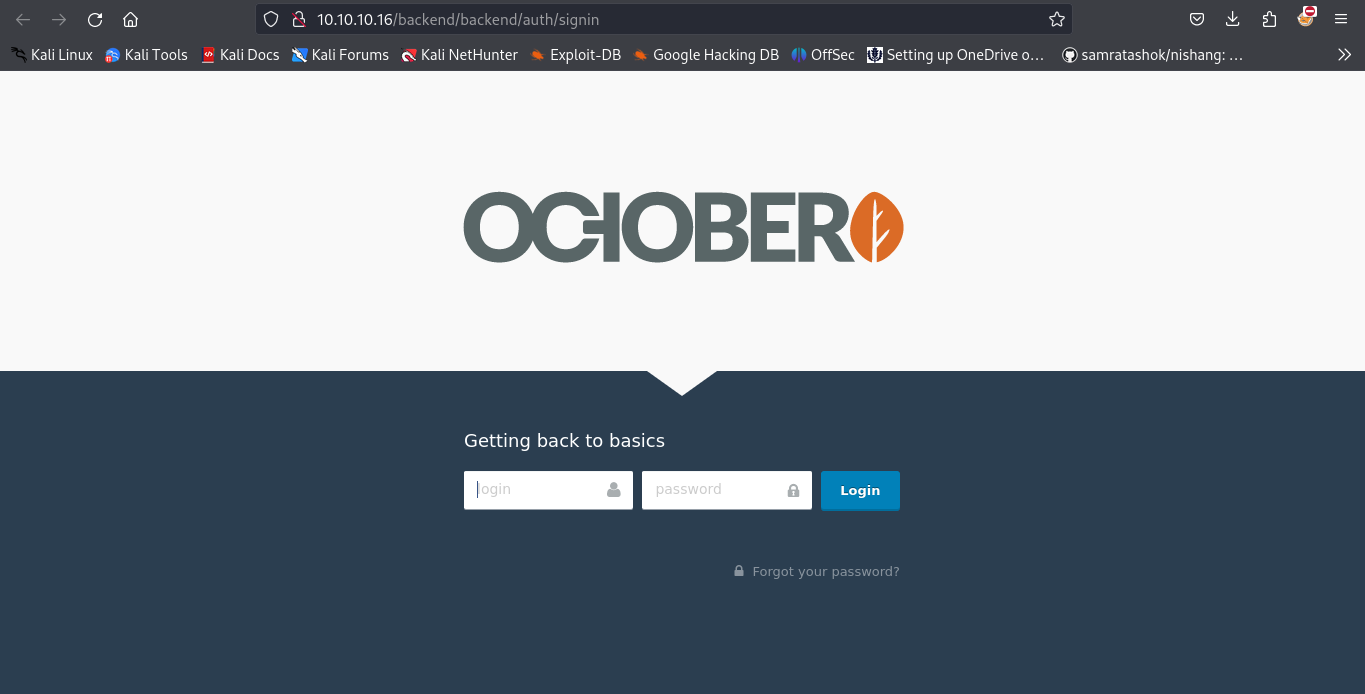 10.10.10.16/backend/backend/auth/signin
Kali Linux Kali Tools Kali Docs Kali Forums Kali NetHunter Exploit-DB Google Hacking DB OffSec Setting up OneDrive o… samratashok/nishang: …
OCTOBER
Getting back to basics
login password Login
Forgot your password?